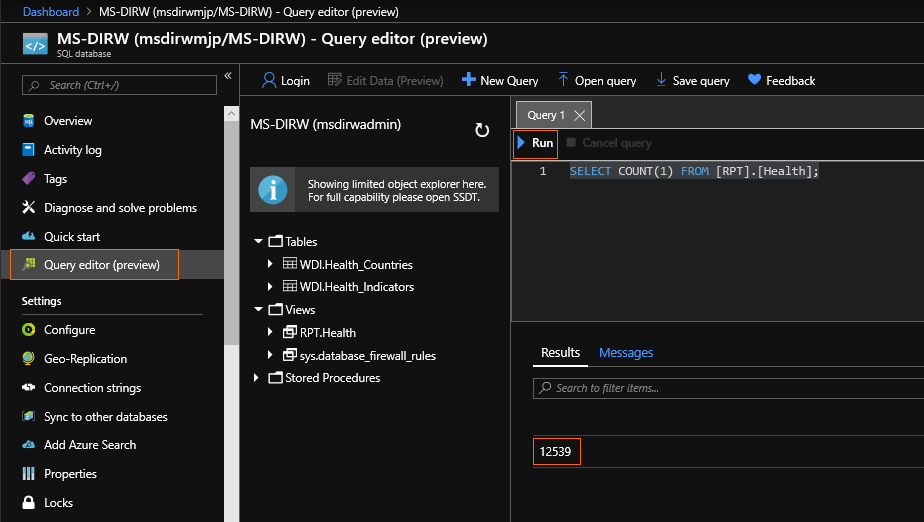 Dashboard > MS-DIRW (msdirwmjp/MS-DIRW) - Query editor (preview)
MS-DIRW (msdirwmjp/MS-DIRW) - Query editor (preview)
SQL database
Search (Ctrl+/)
«
Overview
Activity log
Tags
Diagnose and solve problems
Quick start
Query editor (preview)
Settings
Configure
Geo-Replication
Connection strings
Sync to other databases
Add Azure Search
Properties
Locks
Login
Edit Data (Preview)
New Query
Open query
Save query
Feedback
MS-DIRW (msdirwadmin)
Showing limited object explorer here.
For full capability please open SSDT.
Tables
WDI.Health_Countries
WDI.Health_Indicators
Views
RPT.Health
sys.database_firewall_rules
Stored Procedures
Query 1
Run
Cancel query
1 SELECT COUNT(1) FROM [RPT].[Health];
Results
Messages
Search to filter items...
12539